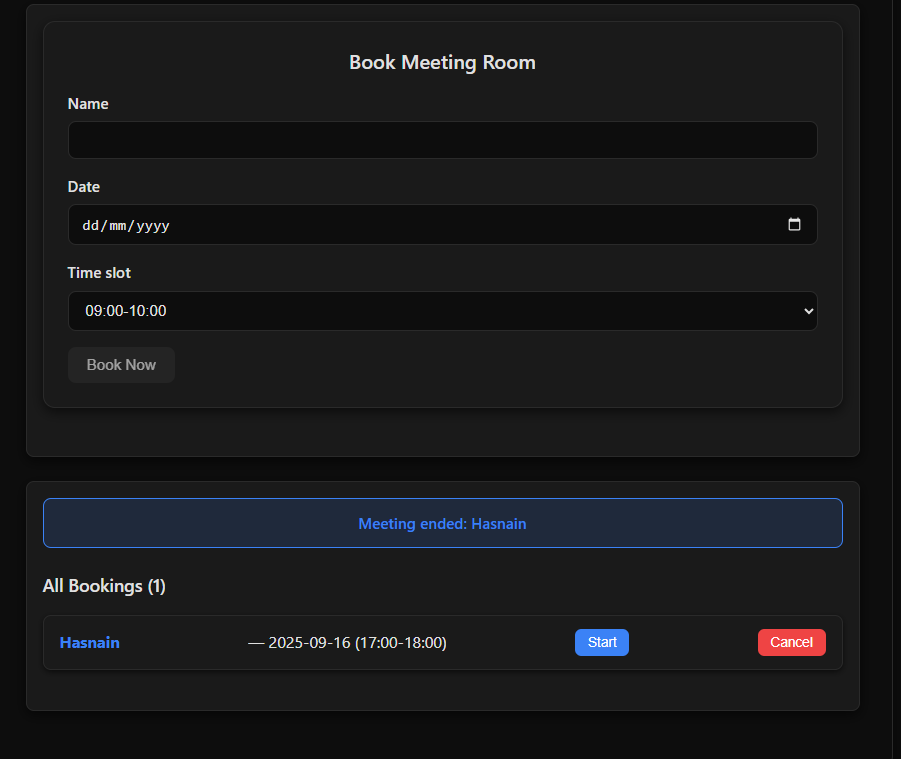 Book Meeting Room
Name
Date
dd/mm/yyyy
Time slot
09:00-10:00
Book Now
Meeting ended: Hasnain
All Bookings (1)
Hasnain — 2025-09-16 (17:00-18:00) Start Cancel